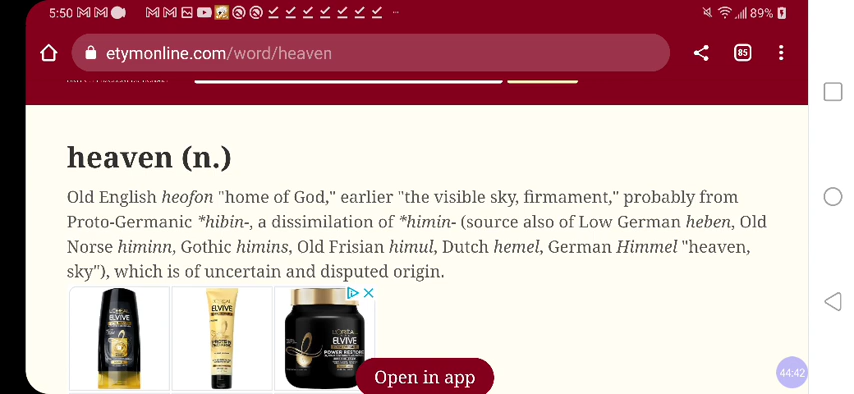 5:50
89%
etymonline.com/word/heaven
85
heaven (n.)
Old English heofon "home of God," earlier "the visible sky, firmament," probably from
Proto-Germanic *hibin-, a dissimilation of *himin- (source also of Low German heben, Old
Norse himinn, Gothic himins, Old Frisian himul, Dutch hemel, German Himmel "heaven,
sky"), which is of uncertain and disputed origin.
ELVIVE
ELVIVE
ELVIVE
POWER RESTORE
Open in app
44:42